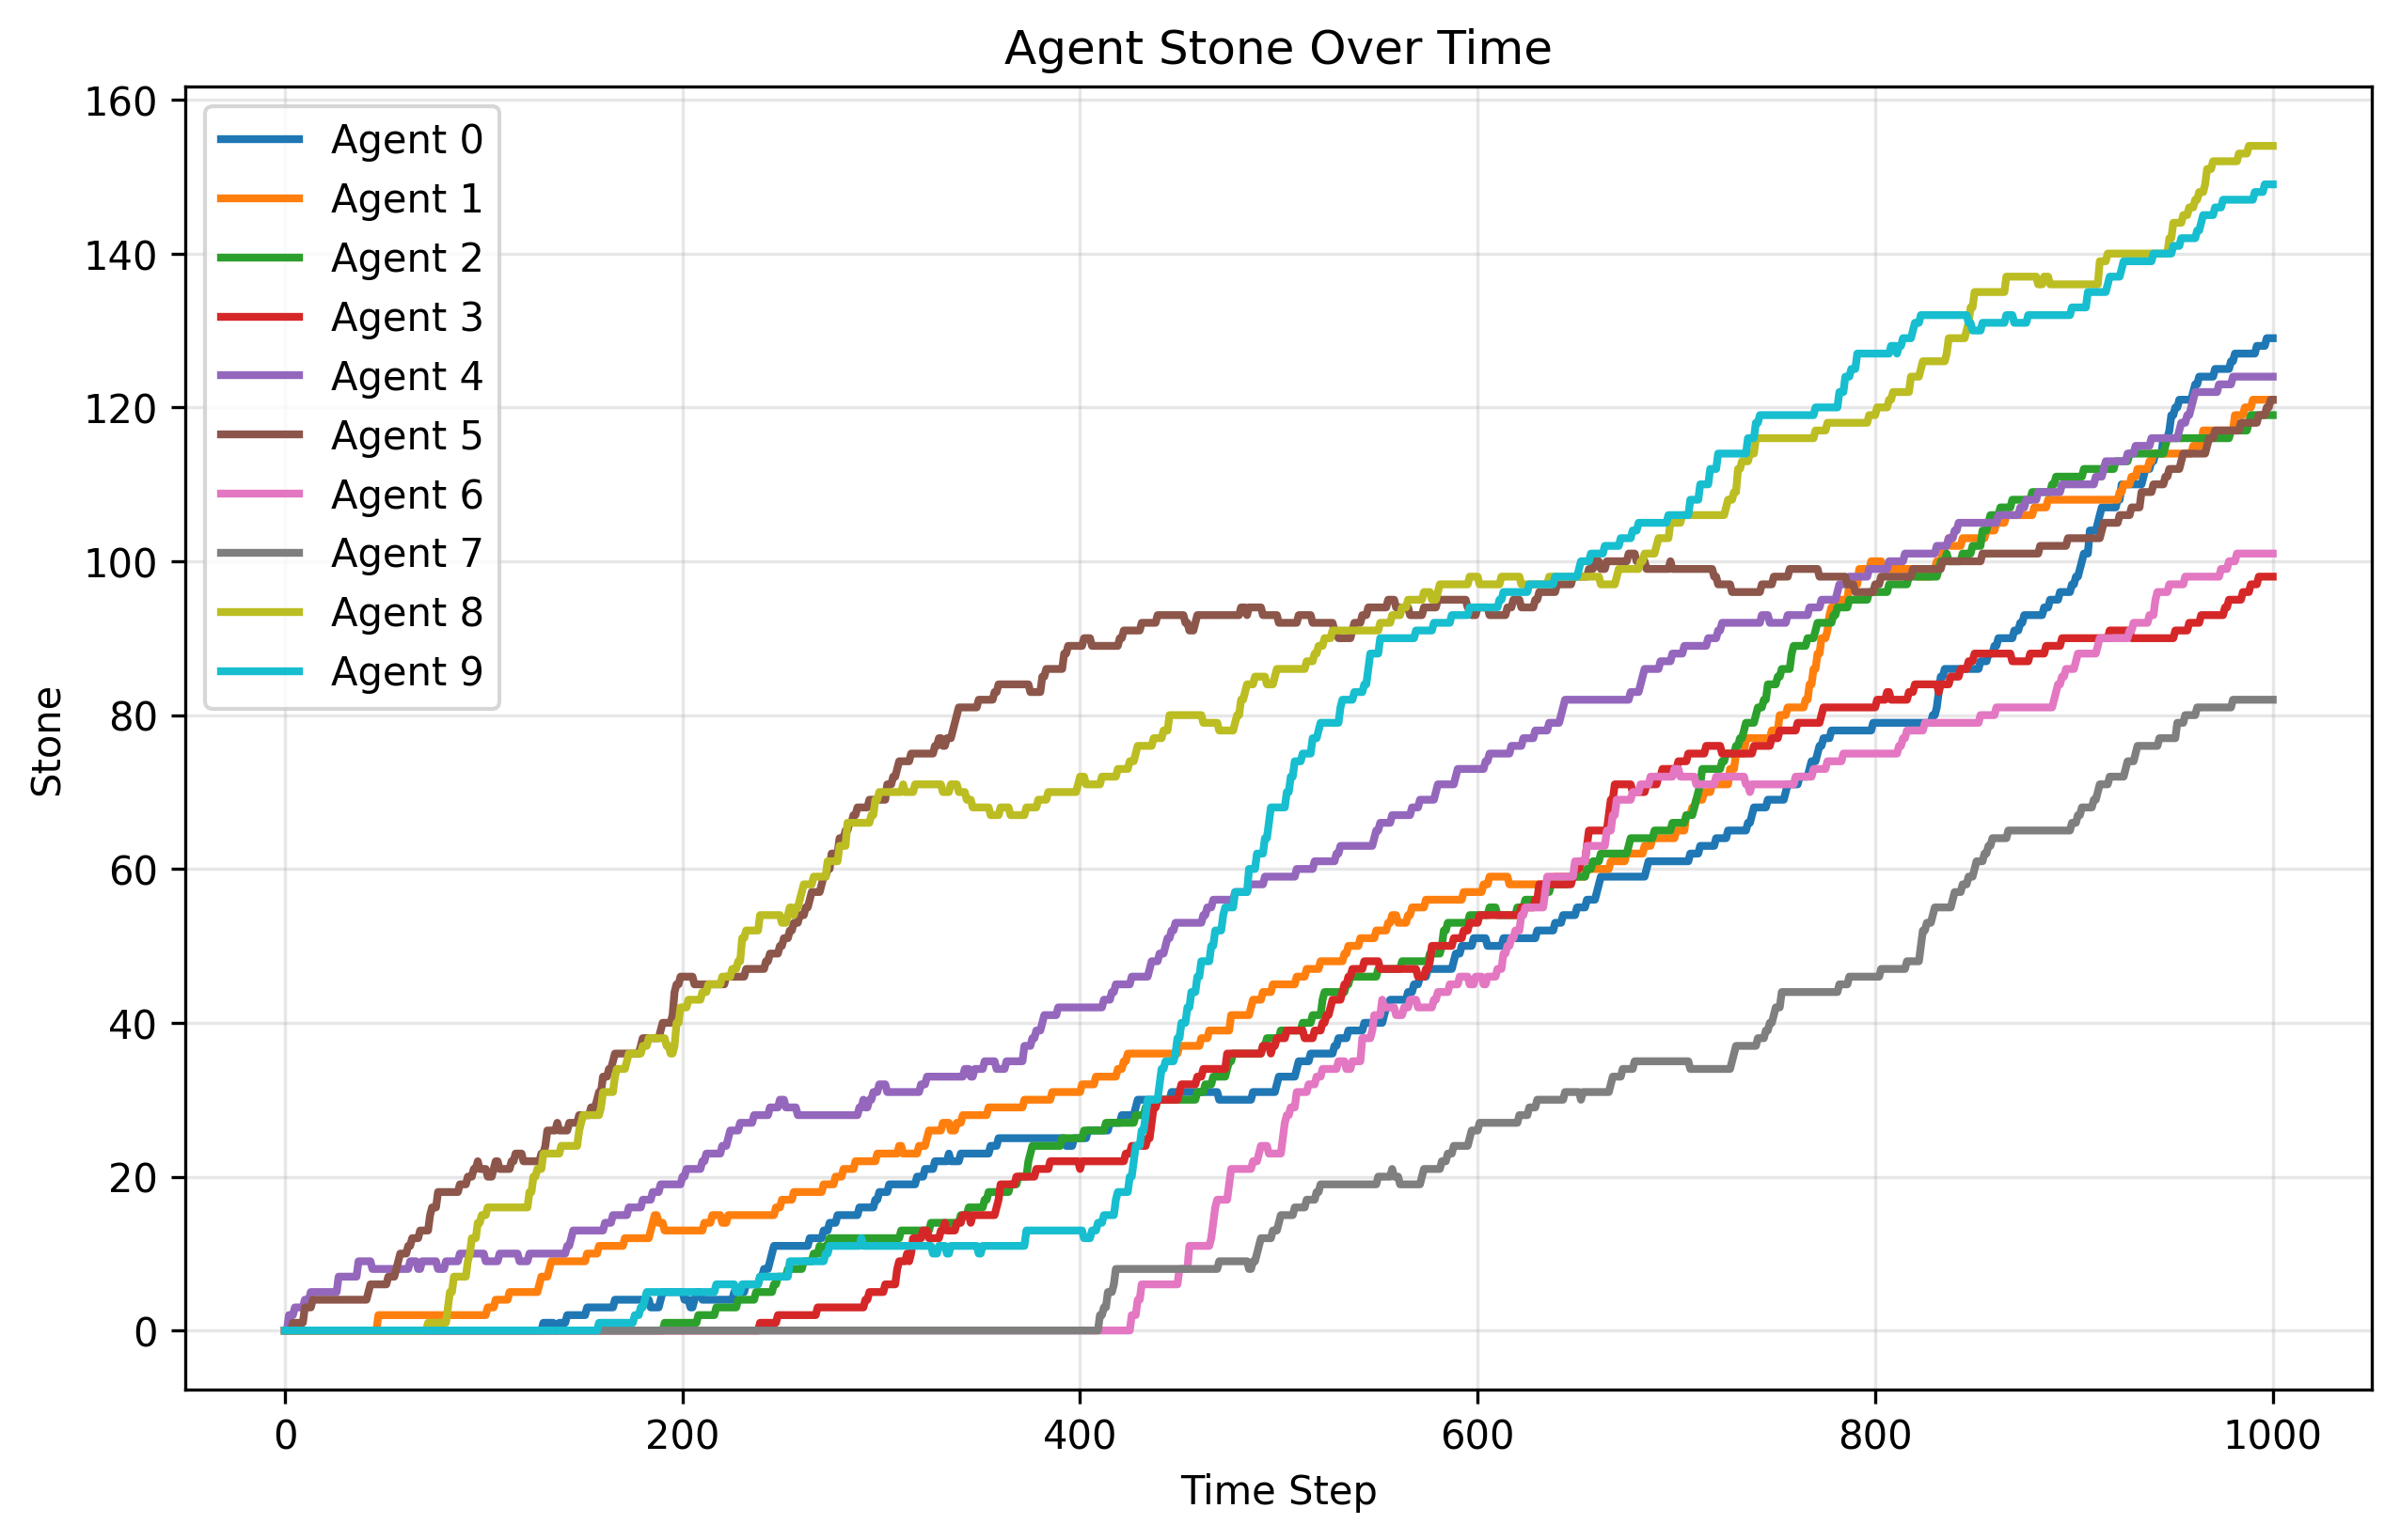 Agent Stone Over Time
160
140
120
100
80
60
40
20
0
Stone
Agent 0
Agent 1
Agent 2
Agent 3
Agent 4
Agent 5
Agent 6
Agent 7
Agent 8
Agent 9
0 200 400 600 800 1000
Time Step